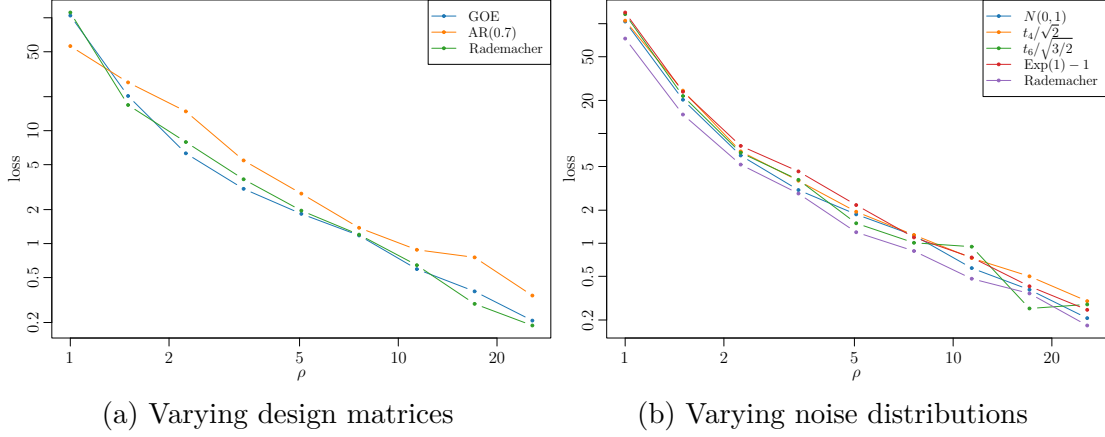 GOE
AR(0.7)
Rademacher
loss
50
10
5
2
1
0.5
0.2
1
2
5
10
20
ρ
(a) Varying design matrices
N(0, 1)
t₄/√2
t₆/√3/2
Exp(1) − 1
Rademacher
loss
20
5
2
1
0.5
0.2
1
2
5
10
20
ρ
(b) Varying noise distributions